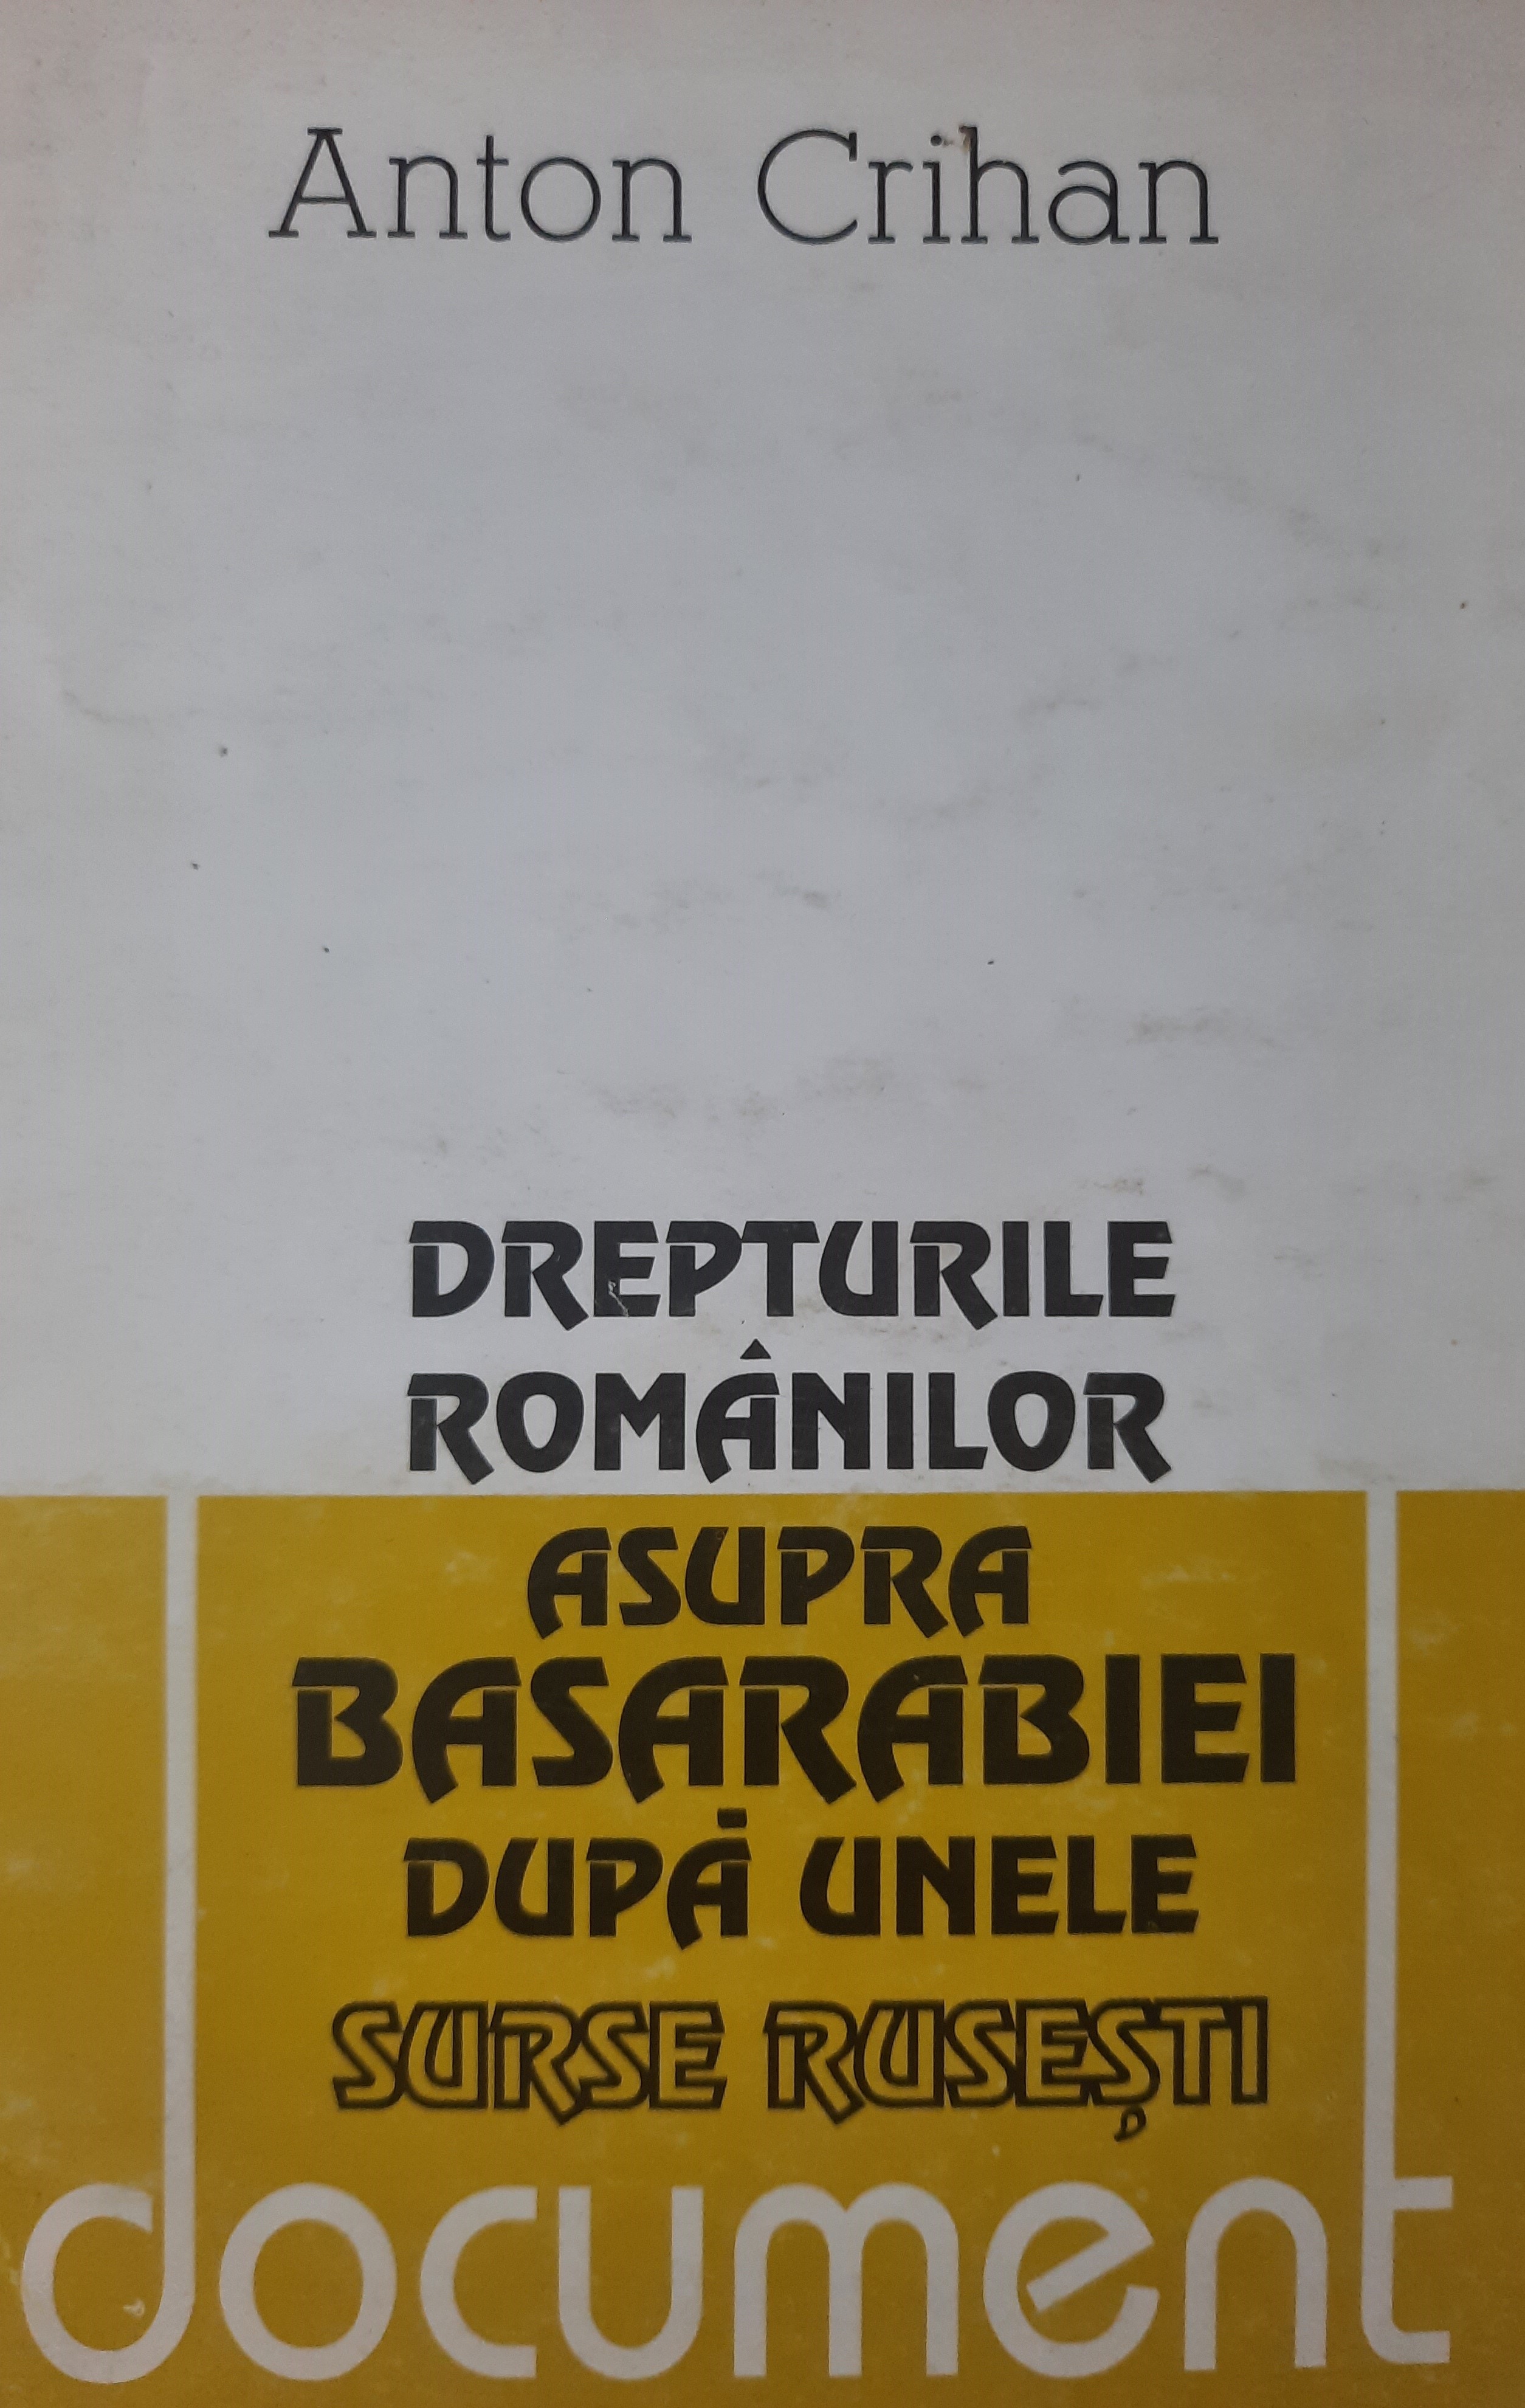 Anton Crihan
DREPTURILE
ROMÂNILOR
ASUPRA
BASARABIEI
DUPĂ UNELE
SURSE RUSEȘTI
document